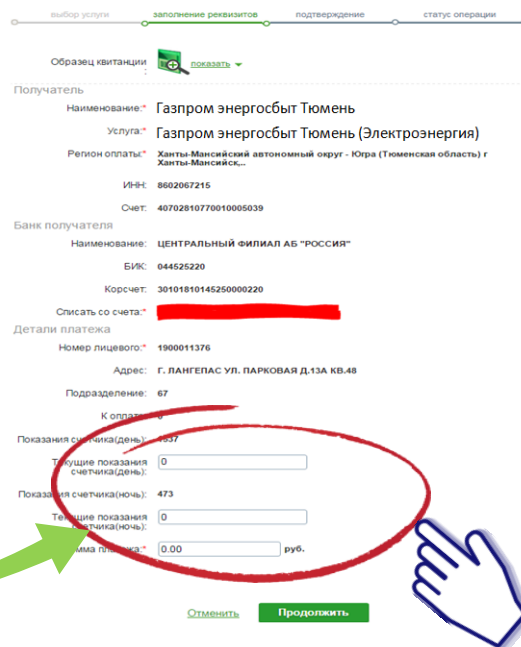 выбор услуги заполнение реквизитов подтверждение статус операции
Образец квитанции показать
:
Получатель
Наименование:* Газпром энергосбыт Тюмень
Услуга:* Газпром энергосбыт Тюмень (Электроэнергия)
Регион оплаты:* Ханты-Мансийский автономный округ - Югра (Тюменская область) г
Ханты-Мансийск,..
ИНН: 8602067215
Счет: 40702810770010005039
Банк получателя
Наименование: ЦЕНТРАЛЬНЫЙ ФИЛИАЛ АБ "РОССИЯ"
БИК: 044525220
Корсчет: 30101810145250000220
Списать со счета:*
Детали платежа
Номер лицевого:* 1900011376
Адрес: Г. ЛАНГЕПАС УЛ. ПАРКОВАЯ Д.13А КВ.48
Подразделение: 67
К оплате:
Показания счетчика(день):
Текущие показания 0
счетчика(день):
Показания счетчика(ночь): 473
Текущие показания 0
счетчика(ночь):
платежа:* 0.00 руб.
Отменить Продолжить